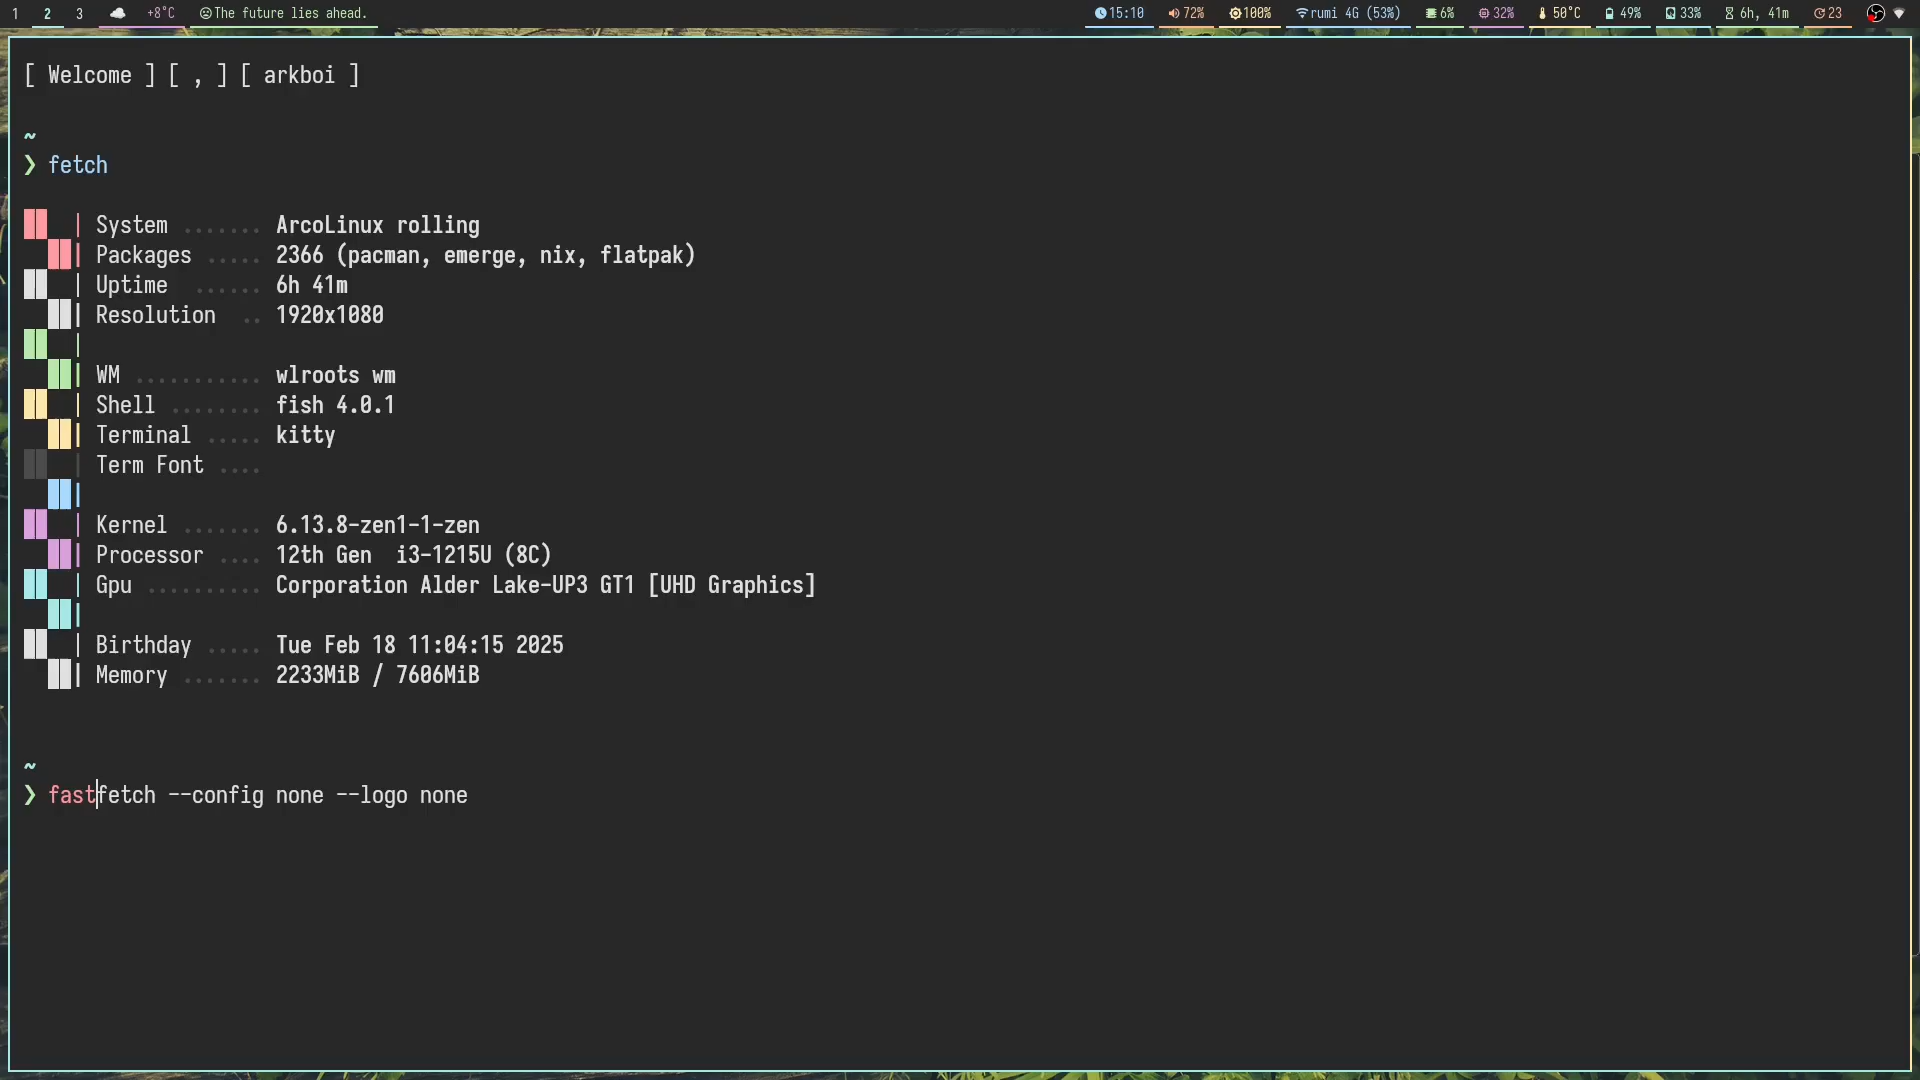 1 2 3 +8°C The future lies ahead. 15:10 72% 100% rumi 4G (53%) 6% 32% 50°C 49% 33% 6h, 41m 23
[ Welcome ] [ , ] [ arkboi ]
~
❯ fetch
| System ....... ArcoLinux rolling
| Packages ..... 2366 (pacman, emerge, nix, flatpak)
| Uptime ...... 6h 41m
| Resolution .. 1920x1080
|
| WM ........... wlroots wm
| Shell ........ fish 4.0.1
| Terminal ..... kitty
| Term Font ....
|
| Kernel ....... 6.13.8-zen1-1-zen
| Processor .... 12th Gen  i3-1215U (8C)
| Gpu .......... Corporation Alder Lake-UP3 GT1 [UHD Graphics]
|
| Birthday ..... Tue Feb 18 11:04:15 2025
| Memory ....... 2233MiB / 7606MiB
~
❯ fastfetch --config none --logo none